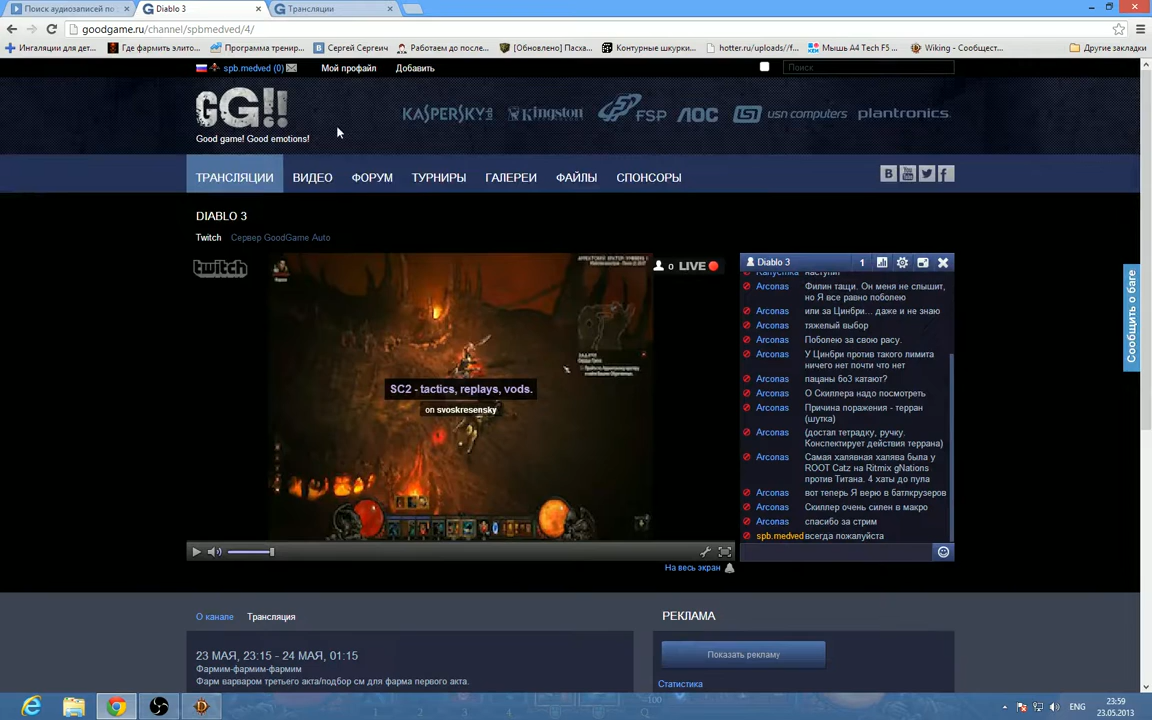 Поиск аудиозаписей по
Diablo 3
Трансляции
goodgame.ru/channel/spbmedved/4/
Ингаляции для дет...
Где фармить элито...
Программа тренир...
Сергей Сергеич
Работаем до после...
[Обновлено] Пасха...
Контурные шкурки...
hotter.ru/uploads//f...
Мышь A4 Tech F5 ...
Wiking - Сообщест...
Другие закладки
spb.medved (0)
Мой профайл
Добавить
Поиск
GG!!
Good game! Good emotions!
KASPERSKY
Kingston
FSP
AOC
usn computers
plantronics
ТРАНСЛЯЦИИ
ВИДЕО
ФОРУМ
ТУРНИРЫ
ГАЛЕРЕИ
ФАЙЛЫ
СПОНСОРЫ
DIABLO 3
Twitch
Сервер GoodGame Auto
twitch
0 LIVE
SC2 - tactics, replays, vods.
on svoskresensky
Diablo 3
1
наступит
Arconas Филин тащи. Он меня не слышит,
но Я все равно поболею
Arconas или за Цинбри... даже и не знаю
Arconas тяжелый выбор
Arconas Поболею за свою расу.
Arconas У Цинбри против такого лимита
ничего нет почти что нет
Arconas пацаны бо3 катают?
Arconas О Скиллера надо посмотреть
Arconas Причина поражения - терран
(шутка)
Arconas (достал тетрадку, ручку.
Конспектирует действия террана)
Arconas Самая халявная халява была у
ROOT Catz на Ritmix gNations
против Титана. 4 хаты до пула
Arconas вот теперь Я верю в батлкрузеров
Arconas Скиллер очень силен в макро
Arconas спасибо за стрим
spb.medved всегда пожалуйста
Сообщить о баге
На весь экран
О канале
Трансляция
РЕКЛАМА
23 МАЯ, 23:15 - 24 МАЯ, 01:15
Фармим-фармим-фармим
Фарм варваром третьего акта/подбор см для фарма первого акта.
Показать рекламу
Статистика
ENG
23:59
23.05.2013